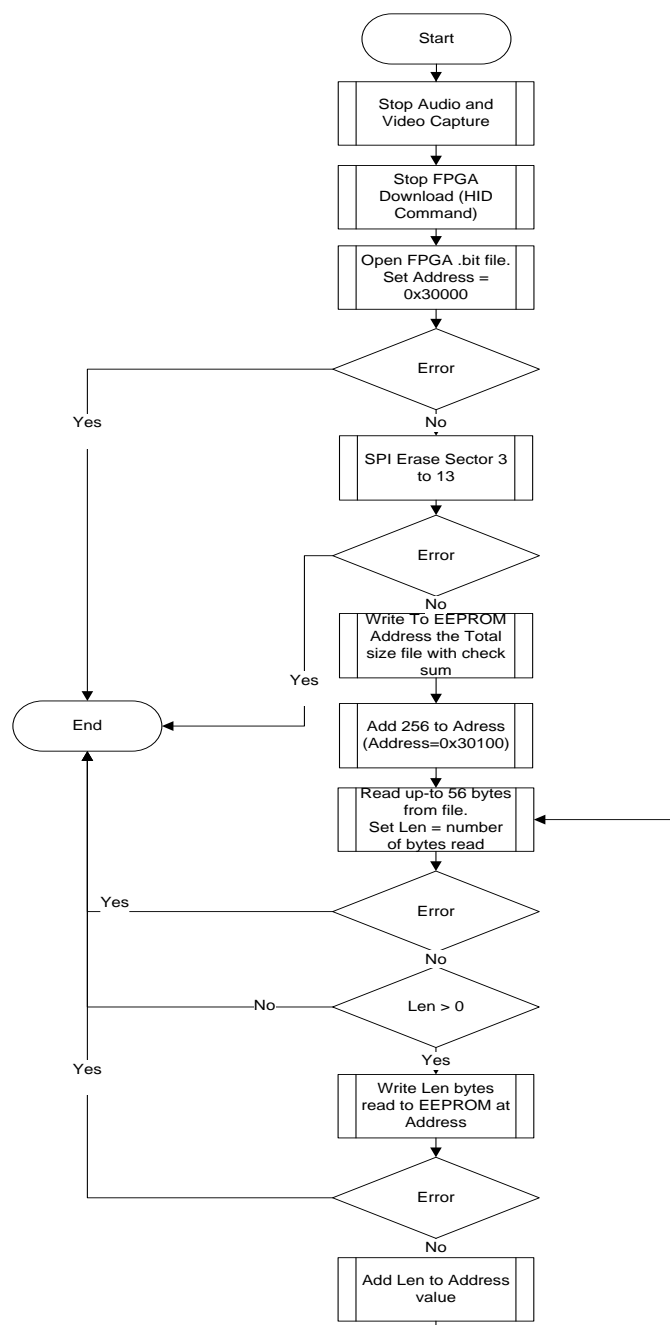 Start
Stop Audio and
Video Capture
Stop FPGA
Download (HID
Command)
Open FPGA .bit file.
Set Address =
0x30000
Error
Yes
No
SPI Erase Sector 3
to 13
Error
No
Write To EEPROM
Address the Total
size file with check
sum
Yes
End
Add 256 to Adress
(Address=0x30100)
Read up-to 56 bytes
from file.
Set Len = number
of bytes read
Error
Yes
No
Len > 0
No
Yes
Yes
Write Len bytes
read to EEPROM at
Address
Error
No
Add Len to Address
value